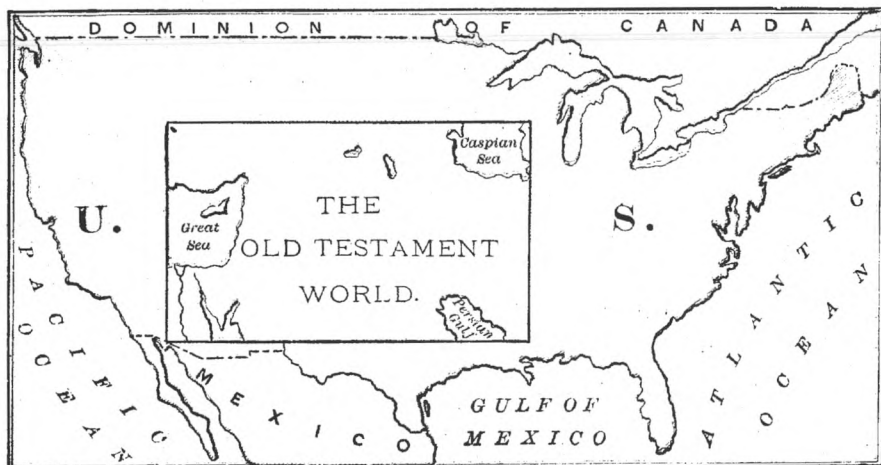 DOMINION OF CANADA
Caspian Sea
THE
OLD TESTAMENT
WORLD.
Great Sea
U.
S.
Persian Gulf
PACIFIC
OCEAN
MEXICO
GULF OF
MEXICO
ATLANTIC
OCEAN